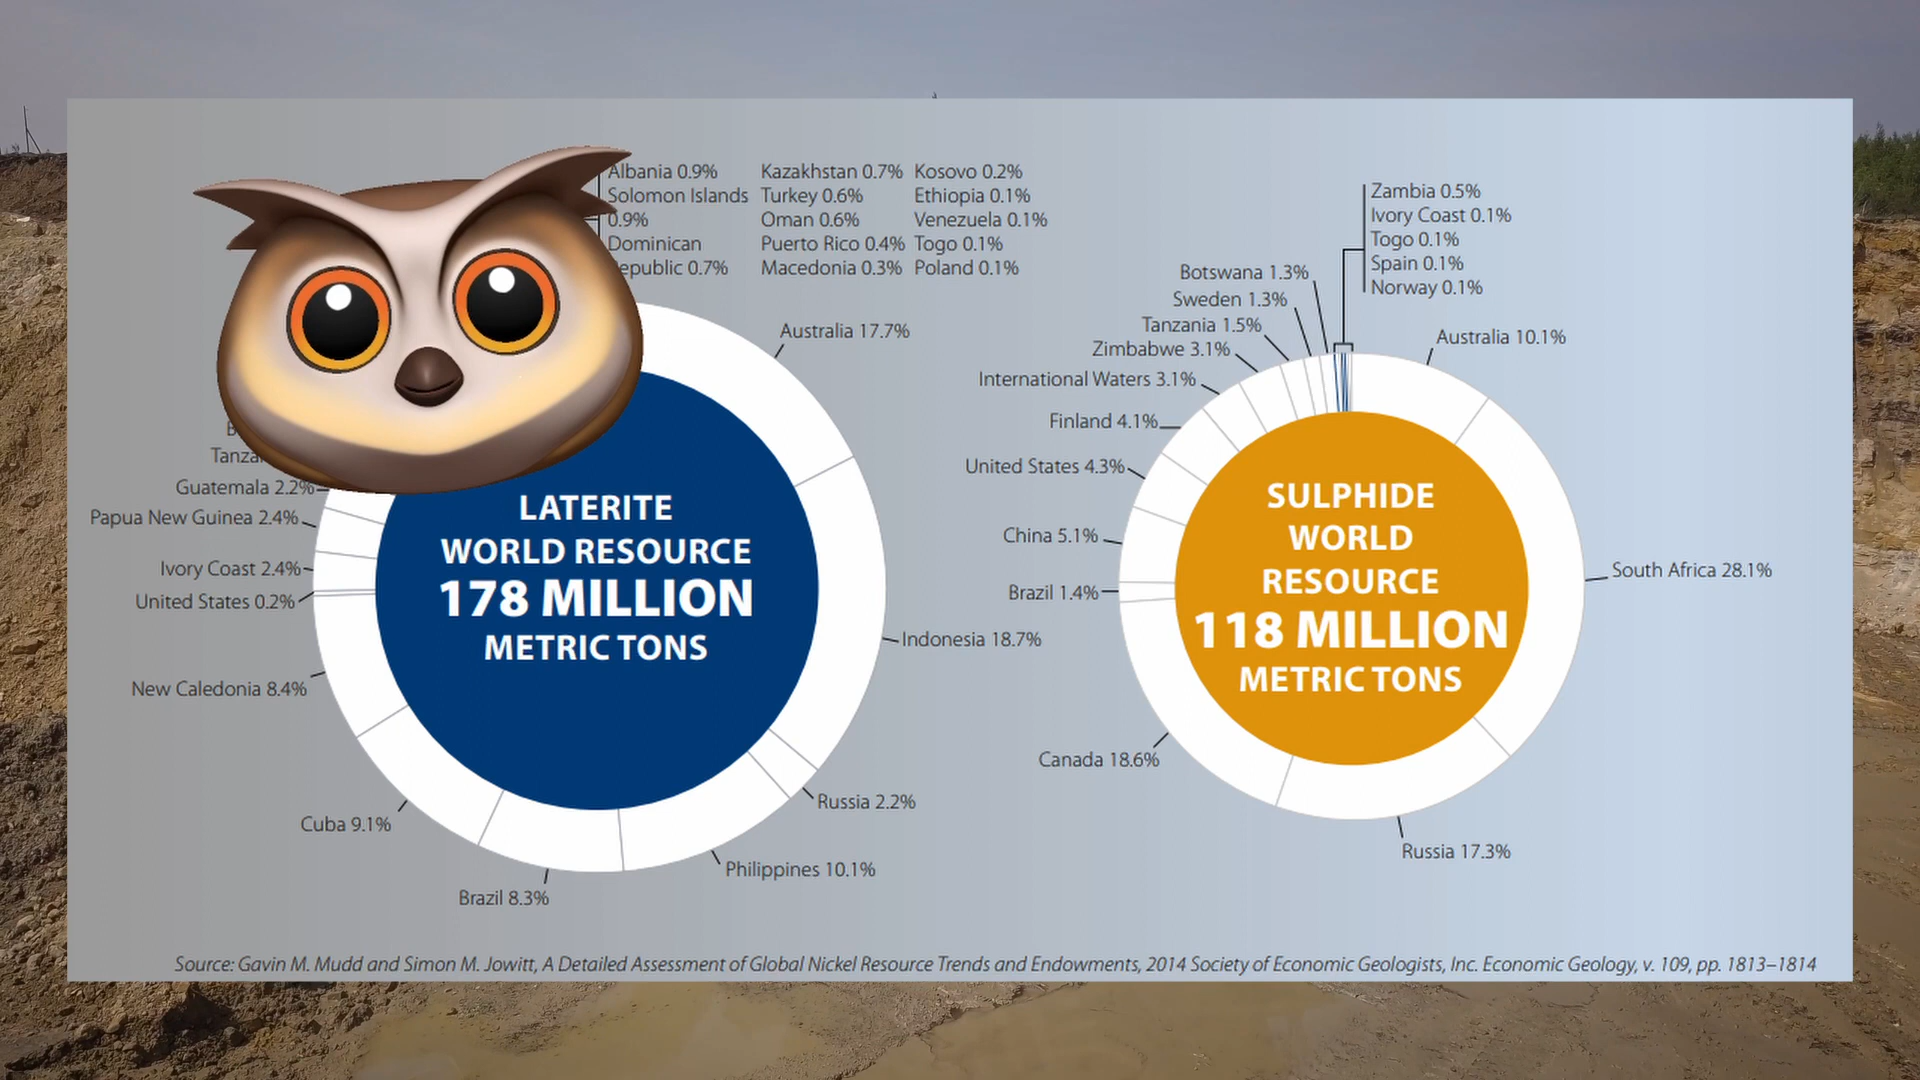 Albania 0.9%
Solomon Islands
0.9%
Dominican
epublic 0.7%
Kazakhstan 0.7%
Turkey 0.6%
Oman 0.6%
Puerto Rico 0.4%
Macedonia 0.3%
Kosovo 0.2%
Ethiopia 0.1%
Venezuela 0.1%
Togo 0.1%
Poland 0.1%
Australia 17.7%
Indonesia 18.7%
Russia 2.2%
Philippines 10.1%
Brazil 8.3%
Cuba 9.1%
New Caledonia 8.4%
United States 0.2%
Ivory Coast 2.4%
Papua New Guinea 2.4%
Guatemala 2.2%
LATERITE
WORLD RESOURCE
178 MILLION
METRIC TONS
Zambia 0.5%
Ivory Coast 0.1%
Togo 0.1%
Spain 0.1%
Norway 0.1%
Botswana 1.3%
Sweden 1.3%
Tanzania 1.5%
Zimbabwe 3.1%
International Waters 3.1%
Finland 4.1%
United States 4.3%
China 5.1%
Brazil 1.4%
Canada 18.6%
Russia 17.3%
South Africa 28.1%
Australia 10.1%
SULPHIDE
WORLD
RESOURCE
118 MILLION
METRIC TONS
Source: Gavin M. Mudd and Simon M. Jowitt, A Detailed Assessment of Global Nickel Resource Trends and Endowments, 2014 Society of Economic Geologists, Inc. Economic Geology, v. 109, pp. 1813–1814